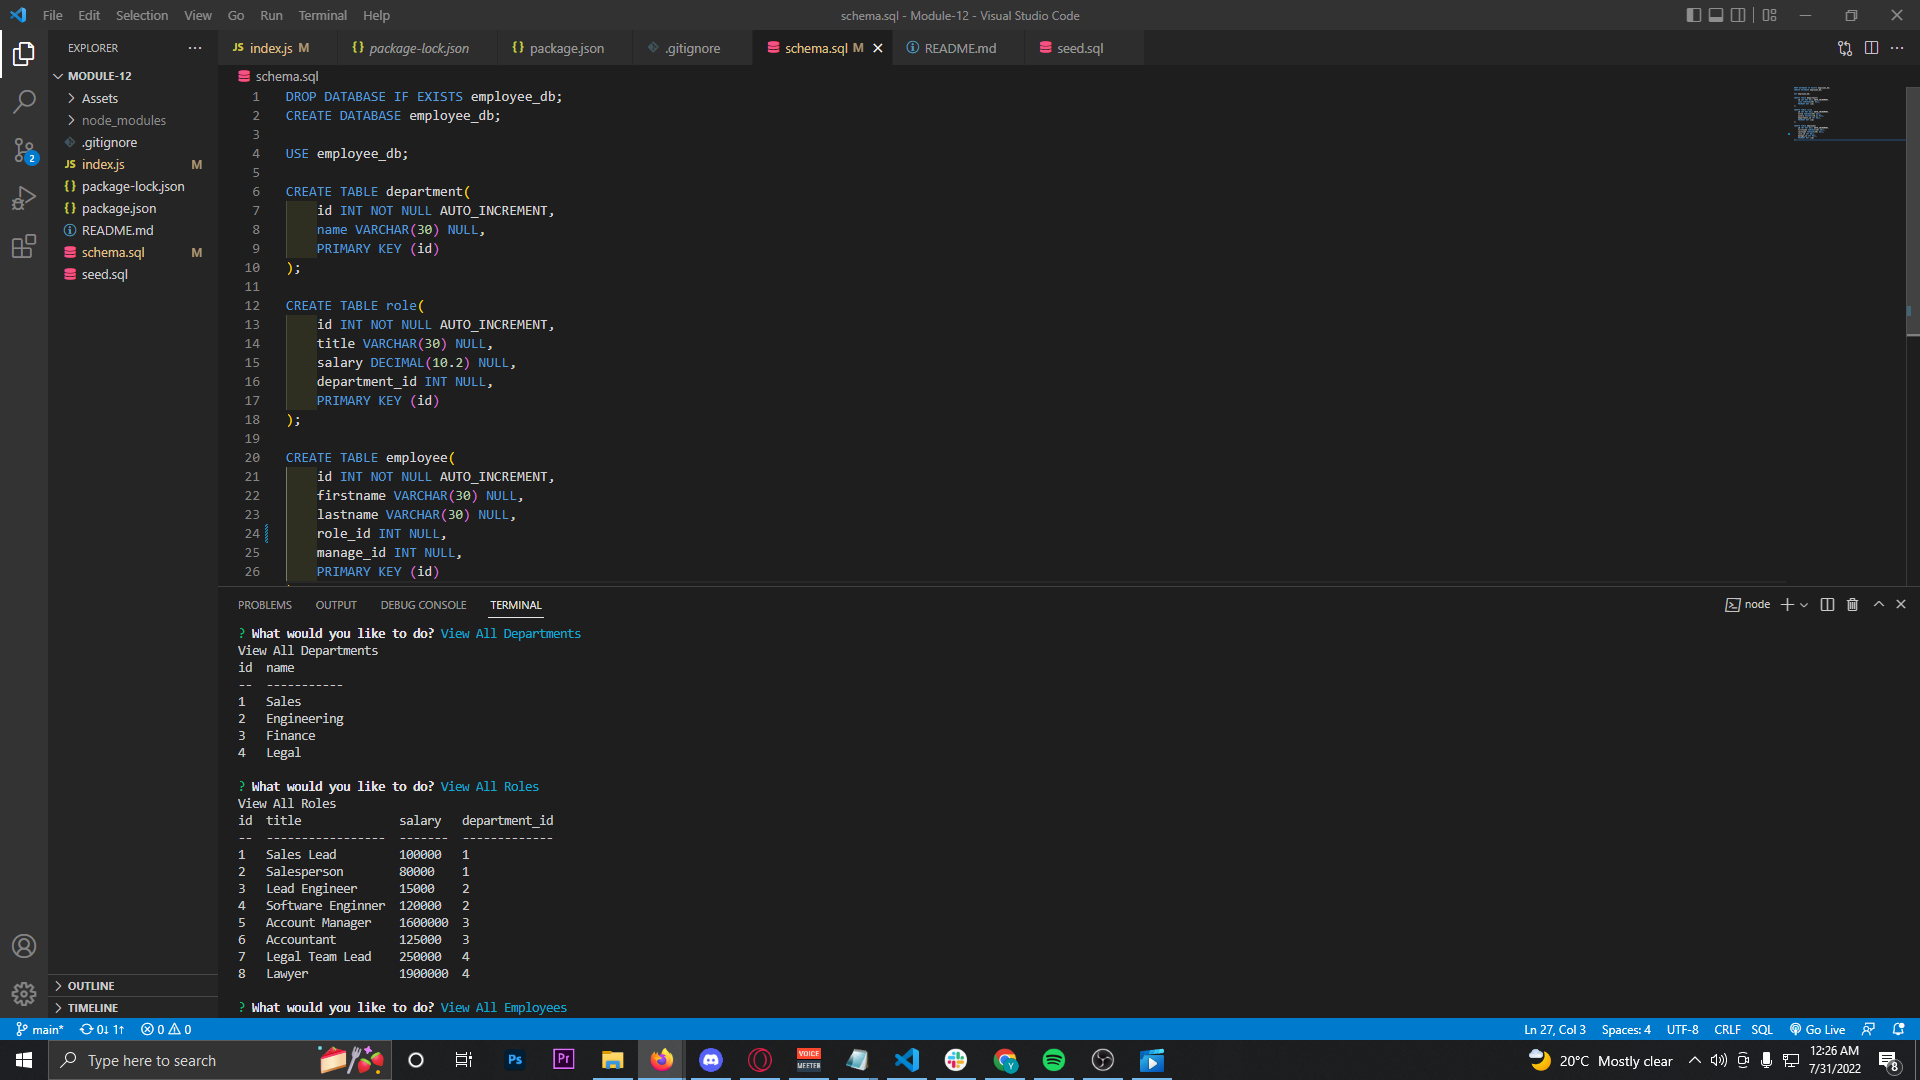 File Edit Selection View Go Run Terminal Help
schema.sql - Module-12 - Visual Studio Code
EXPLORER
JS index.js M
{} package-lock.json
{} package.json
.gitignore
schema.sql M
README.md
seed.sql
MODULE-12
Assets
node_modules
.gitignore
JS index.js M
{} package-lock.json
{} package.json
README.md
schema.sql M
seed.sql
OUTLINE
TIMELINE
2
schema.sql
1 DROP DATABASE IF EXISTS employee_db;
2 CREATE DATABASE employee_db;
3
4 USE employee_db;
5
6 CREATE TABLE department(
7 id INT NOT NULL AUTO_INCREMENT,
8 name VARCHAR(30) NULL,
9 PRIMARY KEY (id)
10 );
11
12 CREATE TABLE role(
13 id INT NOT NULL AUTO_INCREMENT,
14 title VARCHAR(30) NULL,
15 salary DECIMAL(10.2) NULL,
16 department_id INT NULL,
17 PRIMARY KEY (id)
18 );
19
20 CREATE TABLE employee(
21 id INT NOT NULL AUTO_INCREMENT,
22 firstname VARCHAR(30) NULL,
23 lastname VARCHAR(30) NULL,
24 role_id INT NULL,
25 manage_id INT NULL,
26 PRIMARY KEY (id)
PROBLEMS OUTPUT DEBUG CONSOLE TERMINAL
node
? What would you like to do? View All Departments
View All Departments
id name
-- -----------
1 Sales
2 Engineering
3 Finance
4 Legal
? What would you like to do? View All Roles
View All Roles
id title salary department_id
-- ----------------- ------- -------------
1 Sales Lead 100000 1
2 Salesperson 80000 1
3 Lead Engineer 15000 2
4 Software Enginner 120000 2
5 Account Manager 1600000 3
6 Accountant 125000 3
7 Legal Team Lead 250000 4
8 Lawyer 1900000 4
? What would you like to do? View All Employees
main* 0↓ 1↑ 0 0
Ln 27, Col 3 Spaces: 4 UTF-8 CRLF SQL Go Live
Type here to search
Ps
Pr
VOICE
MEETER
Y
20°C Mostly clear
12:26 AM
7/31/2022
8